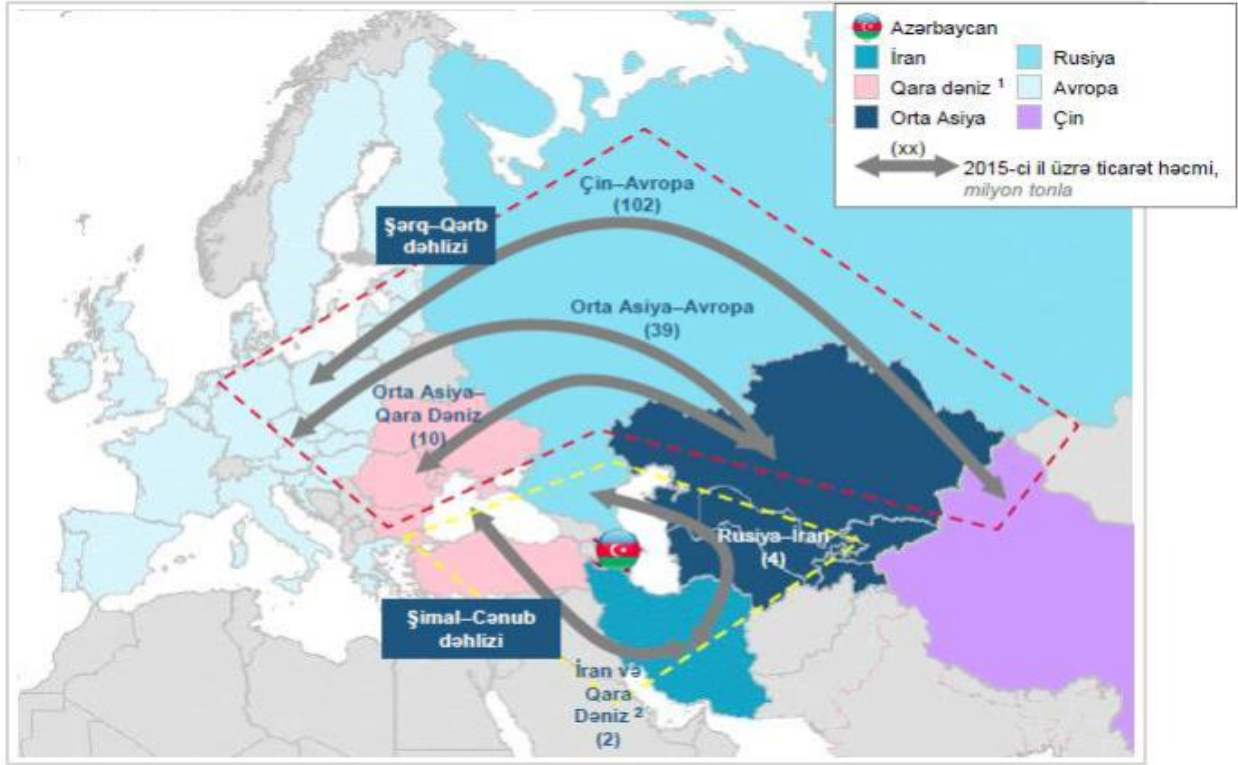 Azərbaycan
İran
Rusiya
Qara dəniz ¹
Avropa
Orta Asiya
Çin
(xx)
2015-ci il üzrə ticarət həcmi,
milyon tonla
Çin–Avropa
(102)
Şərq–Qərb
dəhlizi
Orta Asiya–Avropa
(39)
Orta Asiya–
Qara Dəniz
(10)
Rusiya–İran
(4)
Şimal–Cənub
dəhlizi
İran və
Qara
Dəniz ²
(2)